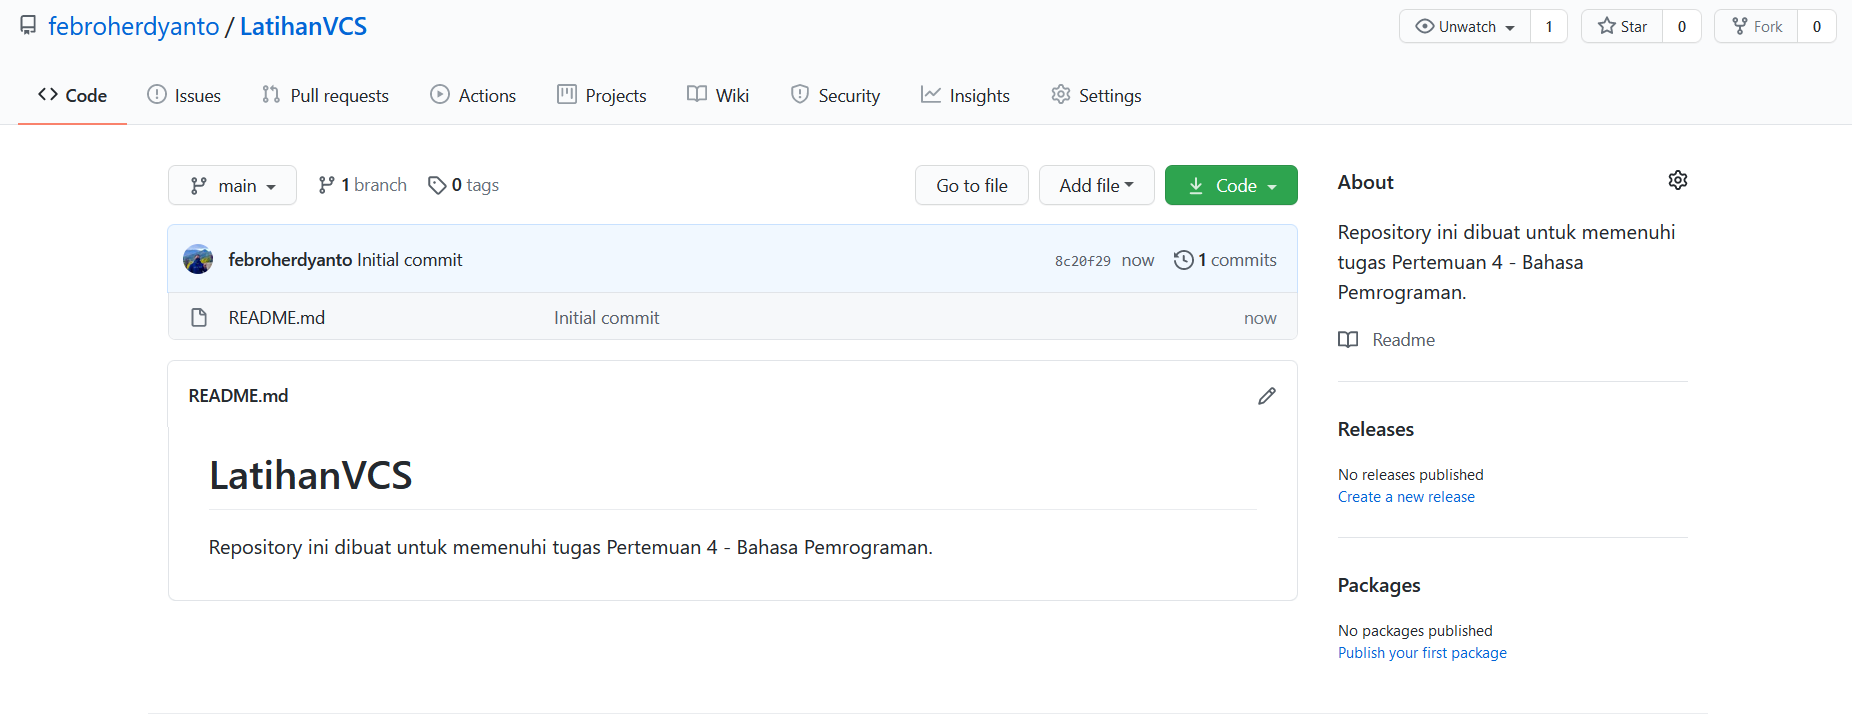 febroherdyanto / LatihanVCS
Unwatch 1 Star 0 Fork 0
Code Issues Pull requests Actions Projects Wiki Security Insights Settings
main 1 branch 0 tags Go to file Add file Code
febroherdyanto Initial commit 8c20f29 now 1 commits
README.md Initial commit now
README.md
LatihanVCS
Repository ini dibuat untuk memenuhi tugas Pertemuan 4 - Bahasa Pemrograman.
About
Repository ini dibuat untuk memenuhi
tugas Pertemuan 4 - Bahasa
Pemrograman.
Readme
Releases
No releases published
Create a new release
Packages
No packages published
Publish your first package